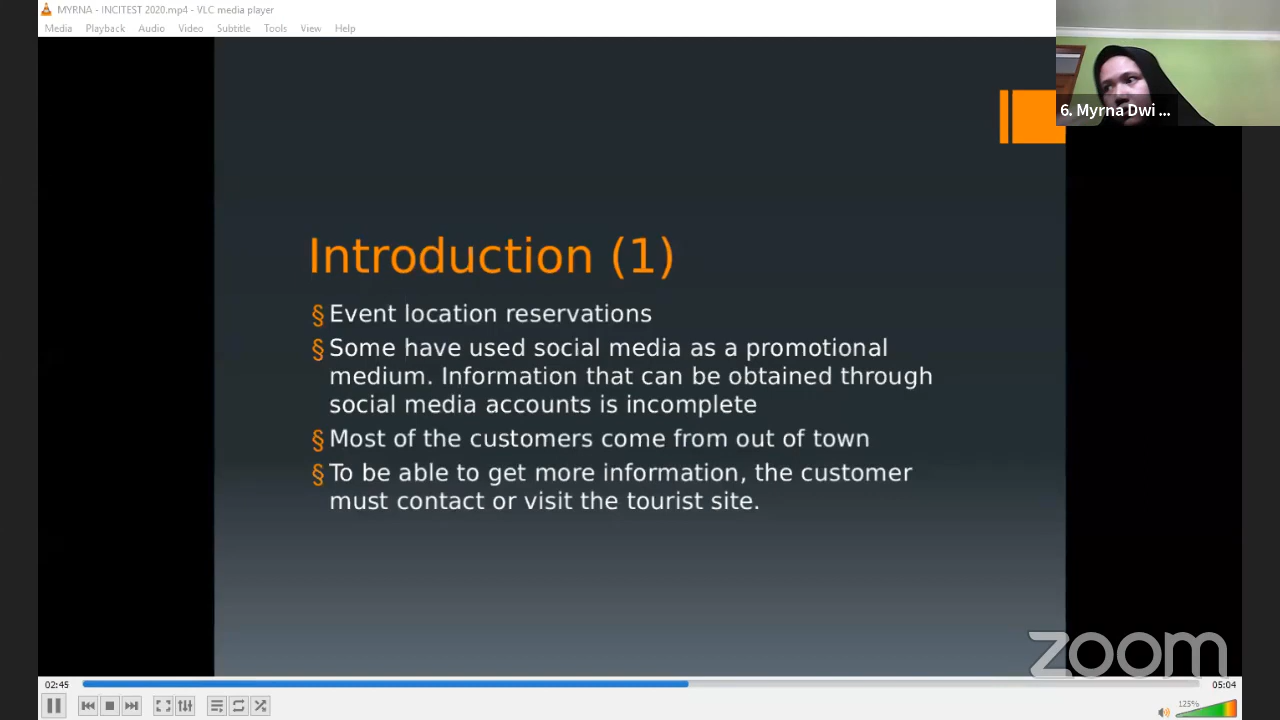 MYRNA - INCITEST 2020.mp4 - VLC media player
Media Playback Audio Video Subtitle Tools View Help
6. Myrna Dwi ...
Introduction (1)
§ Event location reservations
§ Some have used social media as a promotional
medium. Information that can be obtained through
social media accounts is incomplete
§ Most of the customers come from out of town
§ To be able to get more information, the customer
must contact or visit the tourist site.
zoom
02:45
05:04
125%